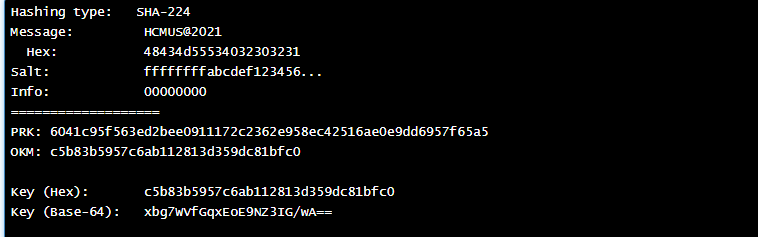 Hashing type: SHA-224
Message: HCMUS@2021
Hex: 48434d55534032303231
Salt: ffffffffabcdef123456...
Info: 00000000
===================
PRK: 6041c95f563ed2bee0911172c2362e958ec42516ae0e9dd6957f65a5
OKM: c5b83b5957c6ab112813d359dc81bfc0
Key (Hex): c5b83b5957c6ab112813d359dc81bfc0
Key (Base-64): xbg7WVfGqxEoE9NZ3IG/wA==